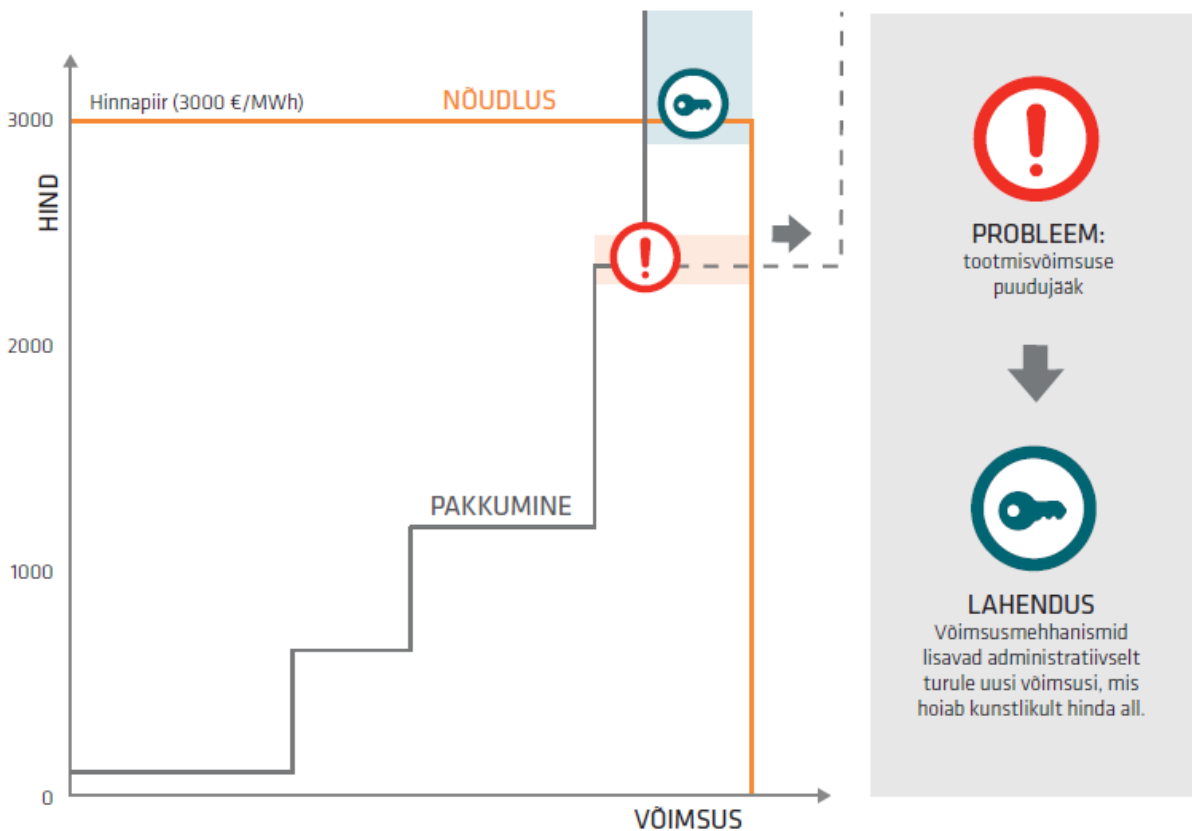 Hinnapiir (3000 €/MWh)
NÕUDLUS
3000
HIND
2000
PAKKUMINE
1000
0
VÕIMSUS
PROBLEEM:
tootmisvõimsuse
puudujääk
LAHENDUS
Võimsusmehhanismid
lisavad administratiivselt
turule uusi võimsusi, mis
hoiab kunstlikult hinda all.